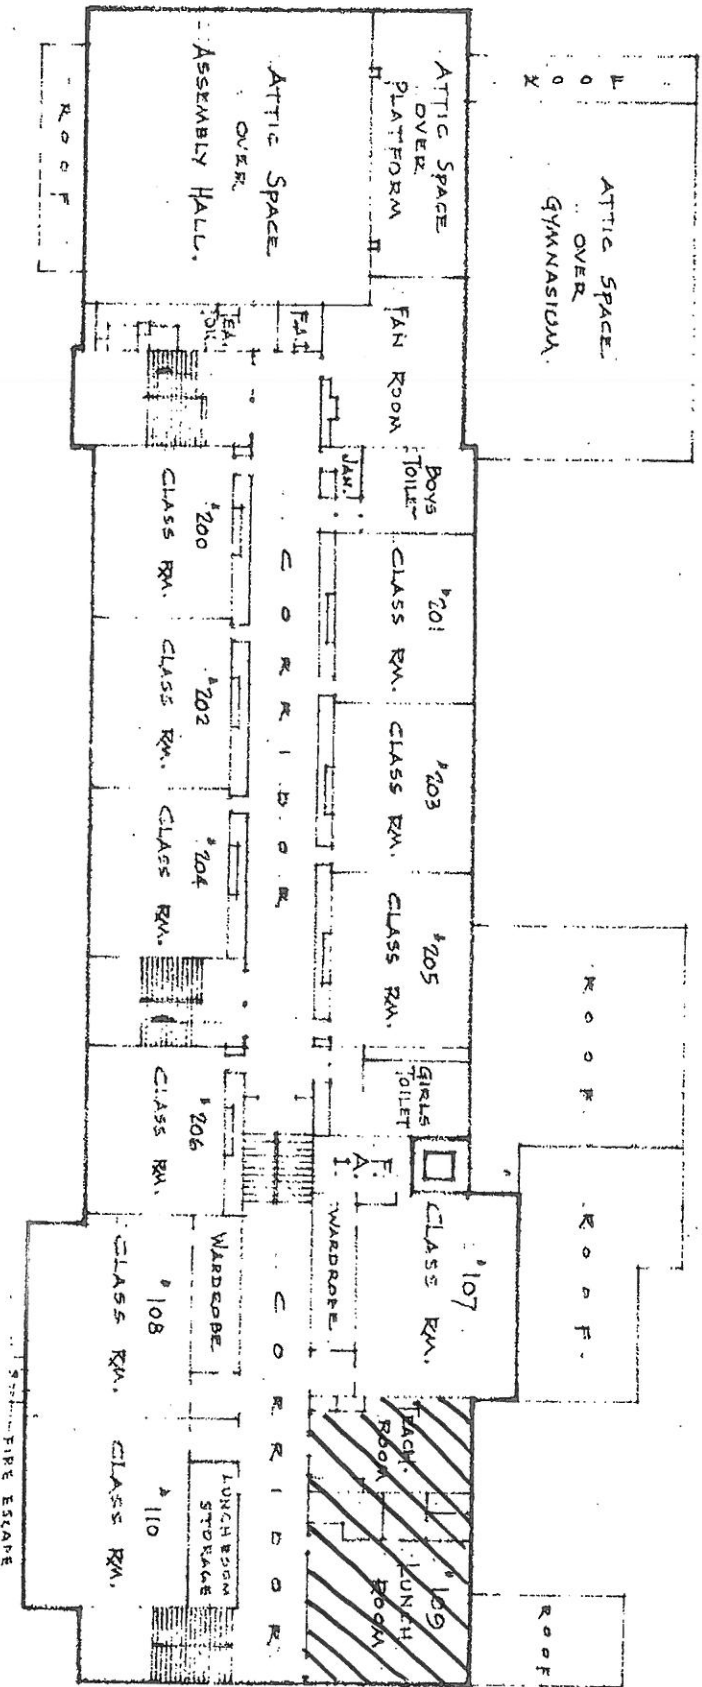 ROOF
ATTIC SPACE
OVER
GYMNASIUM.
ROOF.
ROOF.
ROOF
ATTIC SPACE
OVER
PLATFORM
FAN ROOM
BOYS
TOILET
JAN.
#201
CLASS RM.
#203
CLASS RM.
#205
CLASS RM.
GIRLS
TOILET
F.
A.
I.
#107
CLASS RM.
WARDROBE
TEACH.
ROOM
#109
LUNCH
ROOM
ATTIC SPACE
OVER
ASSEMBLY HALL.
F.A.I.
TEA.
TOIL.
CORRIDOR
CORRIDOR
#200
CLASS RM.
#202
CLASS RM.
#204
CLASS RM.
#206
CLASS RM.
WARDROBE
#108
CLASS RM.
LUNCHEON
STORAGE
#110
CLASS RM.
ROOF
FIRE ESCAPE